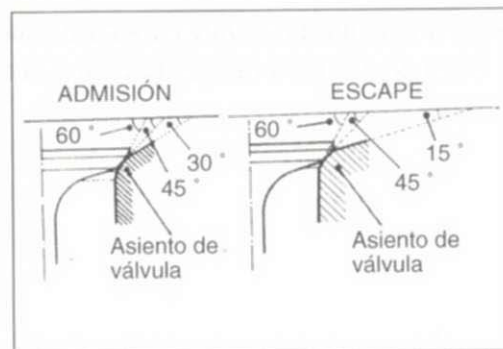 ADMISIÓN
60°
30°
45°
Asiento de
válvula
ESCAPE
60°
15°
45°
Asiento de
válvula